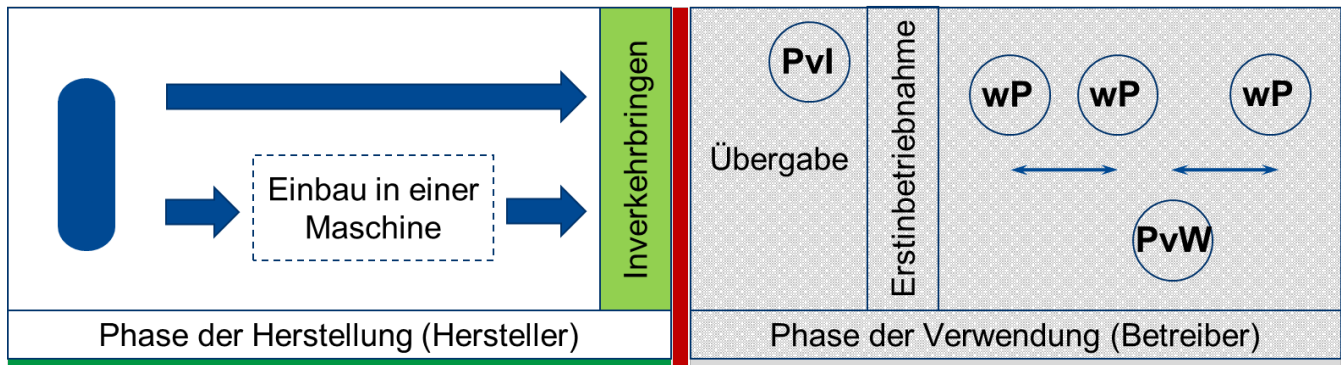 Einbau in einer
Maschine
Inverkehrbringen
Phase der Herstellung (Hersteller)
PvI
Übergabe
Erstinbetriebnahme
wP
wP
wP
PvW
Phase der Verwendung (Betreiber)